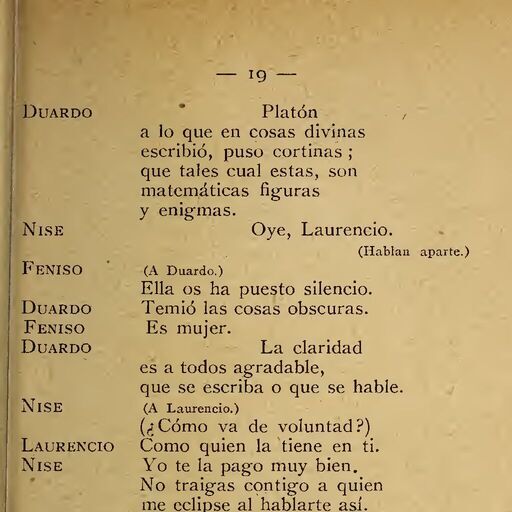 — 19 —
DUARDO Platón
a lo que en cosas divinas
escribió, puso cortinas ;
que tales cual estas, son
matemáticas figuras
y enigmas.
NISE Oye, Laurencio.
(Hablan aparte.)
FENISO (A Duardo.)
Ella os ha puesto silencio.
DUARDO Temió las cosas obscuras.
FENISO Es mujer.
DUARDO La claridad
es a todos agradable,
que se escriba o que se hable.
NISE (A Laurencio.)
(¿Cómo va de voluntad?)
LAURENCIO Como quien la tiene en ti.
NISE Yo te la pago muy bien.
No traigas contigo a quien
me eclipse al hablarte así.